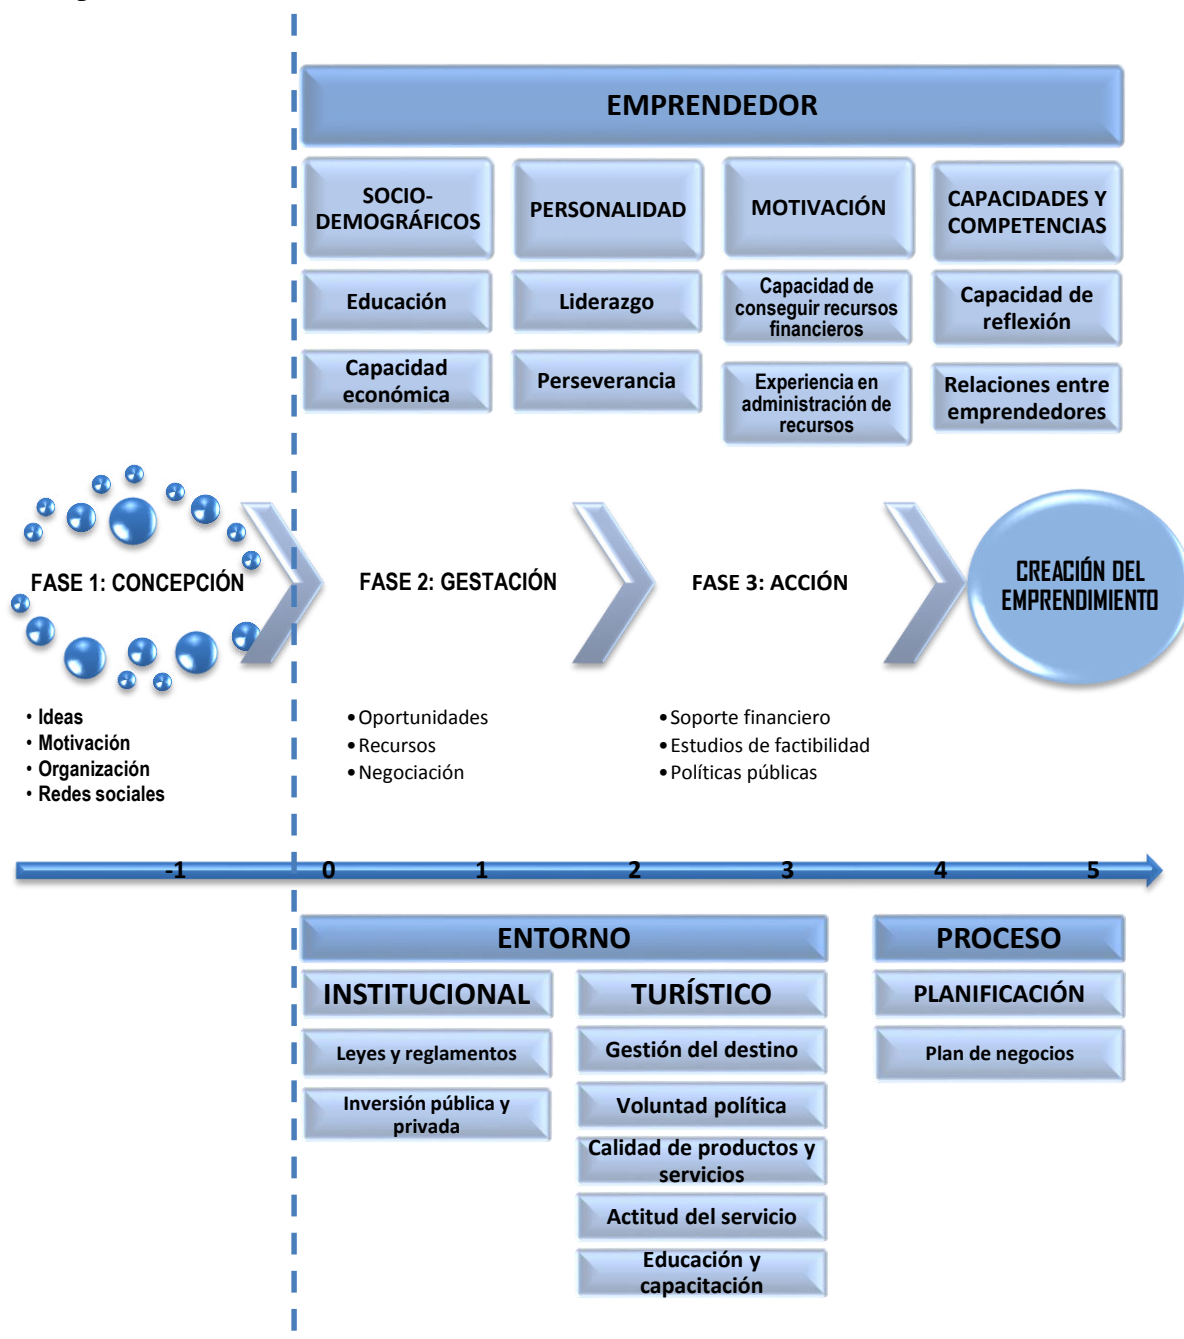 EMPRENDEDOR
SOCIO-
DEMOGRÁFICOS
PERSONALIDAD
MOTIVACIÓN
CAPACIDADES Y
COMPETENCIAS
Educación
Liderazgo
Capacidad de
conseguir recursos
financieros
Capacidad de
reflexión
Capacidad
económica
Perseverancia
Experiencia en
administración de
recursos
Relaciones entre
emprendedores
FASE 1: CONCEPCIÓN
FASE 2: GESTACIÓN
FASE 3: ACCIÓN
CREACIÓN DEL
EMPRENDIMIENTO
• Ideas
• Motivación
• Organización
• Redes sociales
• Oportunidades
• Recursos
• Negociación
• Soporte financiero
• Estudios de factibilidad
• Políticas públicas
-1 0 1 2 3 4 5
ENTORNO
PROCESO
INSTITUCIONAL
TURÍSTICO
PLANIFICACIÓN
Leyes y reglamentos
Gestión del destino
Plan de negocios
Inversión pública y
privada
Voluntad política
Calidad de productos y
servicios
Actitud del servicio
Educación y
capacitación